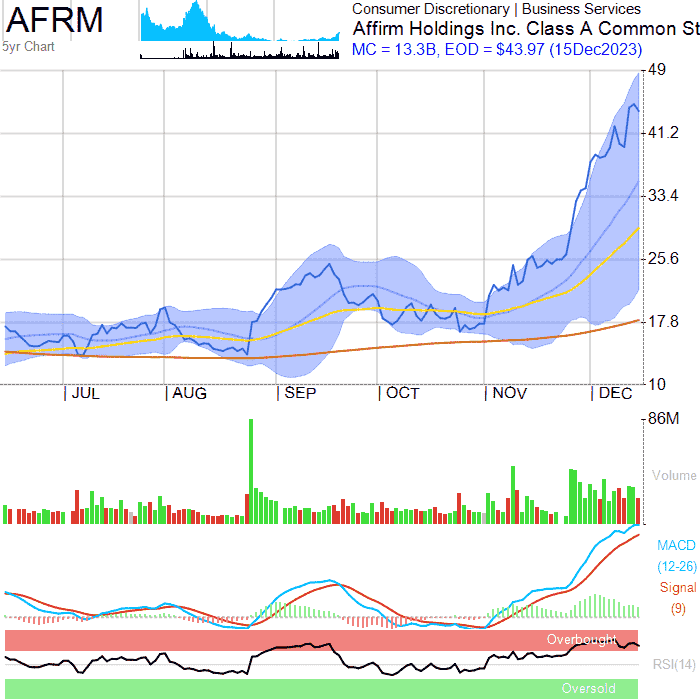 AFRM
5yr Chart
Consumer Discretionary | Business Services
Affirm Holdings Inc. Class A Common St
MC = 13.3B, EOD = $43.97 (15Dec2023)
49
41.2
33.4
25.6
17.8
10
JUL AUG SEP OCT NOV DEC
86M
Volume
MACD
(12-26)
Signal
(9)
Overbought
RSI(14)
Oversold